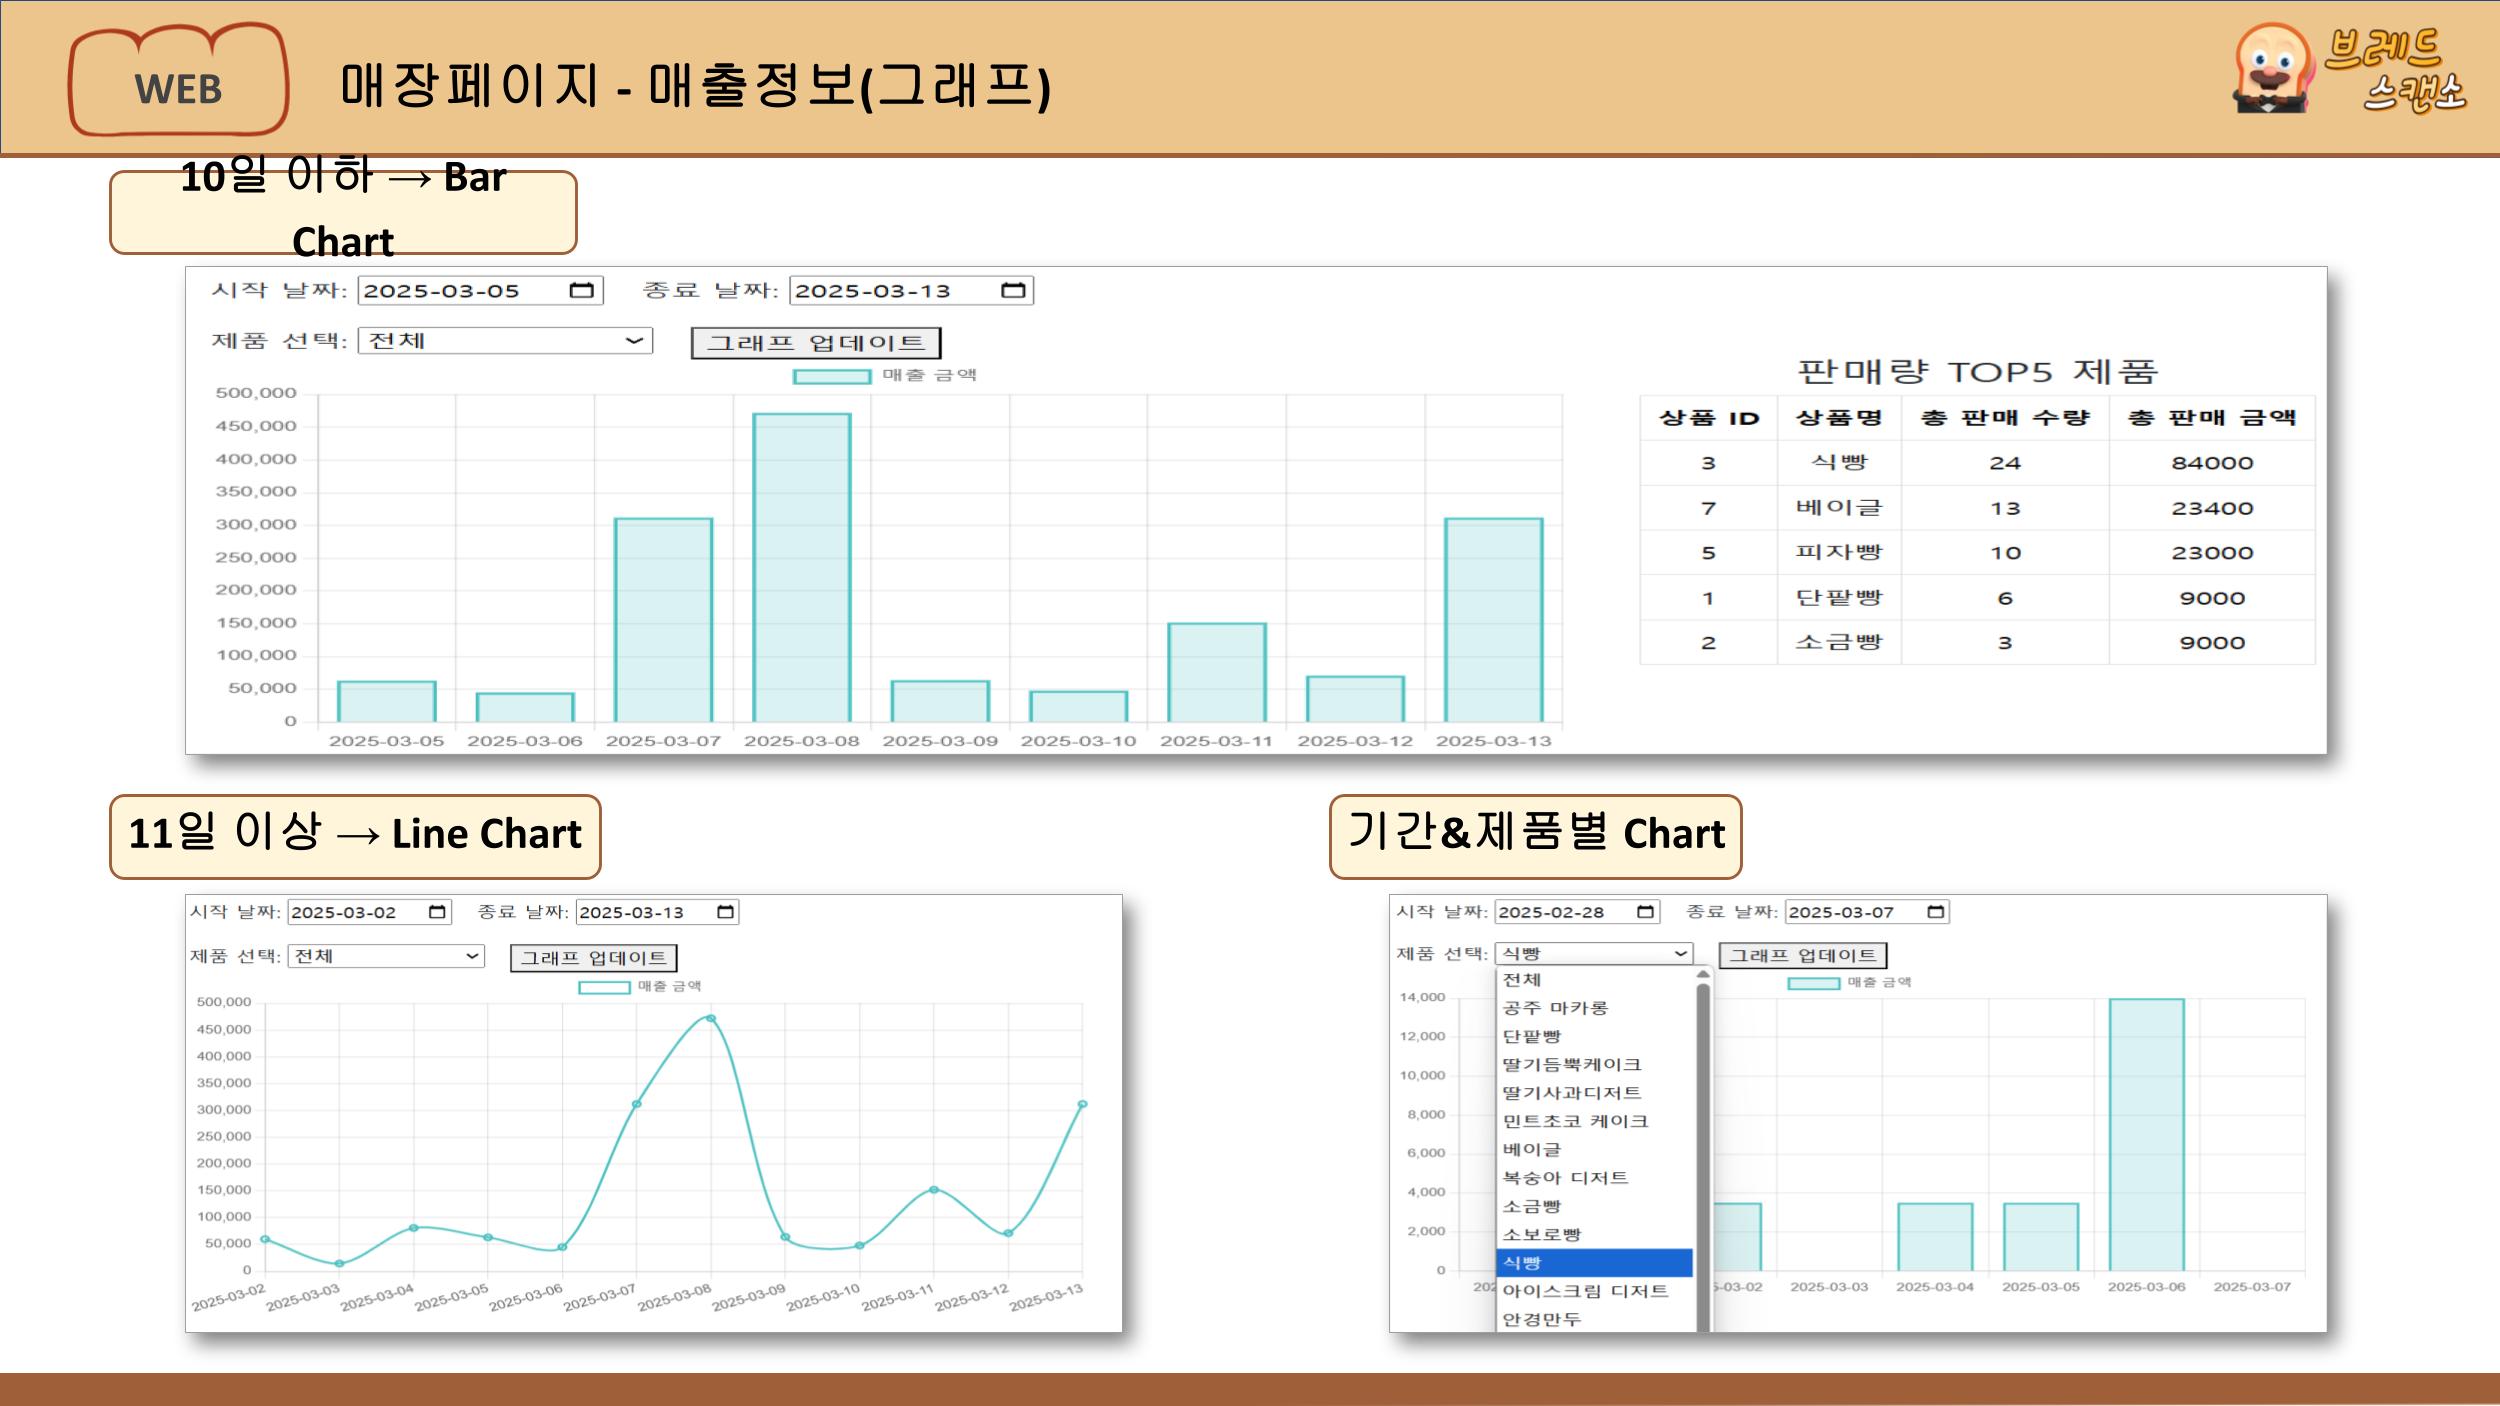 WEB
매장페이지 - 매출정보(그래프)
브레드
스캔소
10일 이하 → Bar
Chart
시작 날짜: 2025-03-05 종료 날짜: 2025-03-13
제품 선택: 전체 그래프 업데이트
매출 금액
500,000
450,000
400,000
350,000
300,000
250,000
200,000
150,000
100,000
50,000
0
2025-03-05 2025-03-06 2025-03-07 2025-03-08 2025-03-09 2025-03-10 2025-03-11 2025-03-12 2025-03-13
판매량 TOP5 제품
상품 ID 상품명 총 판매 수량 총 판매 금액
3 식빵 24 84000
7 베이글 13 23400
5 피자빵 10 23000
1 단팥빵 6 9000
2 소금빵 3 9000
11일 이상 → Line Chart
시작 날짜: 2025-03-02 종료 날짜: 2025-03-13
제품 선택: 전체 그래프 업데이트
매출 금액
500,000
450,000
400,000
350,000
300,000
250,000
200,000
150,000
100,000
50,000
0
2025-03-02 2025-03-03 2025-03-04 2025-03-05 2025-03-06 2025-03-07 2025-03-08 2025-03-09 2025-03-10 2025-03-11 2025-03-12 2025-03-13
기간&제품별 Chart
시작 날짜: 2025-02-28 종료 날짜: 2025-03-07
제품 선택: 식빵 그래프 업데이트
매출 금액
14,000
12,000
10,000
8,000
6,000
4,000
2,000
0
전체
공주 마카롱
단팥빵
딸기듬뿍케이크
딸기사과디저트
민트초코 케이크
베이글
복숭아 디저트
소금빵
소보로빵
식빵
아이스크림 디저트
안경만두
202 5-03-02 2025-03-03 2025-03-04 2025-03-05 2025-03-06 2025-03-07